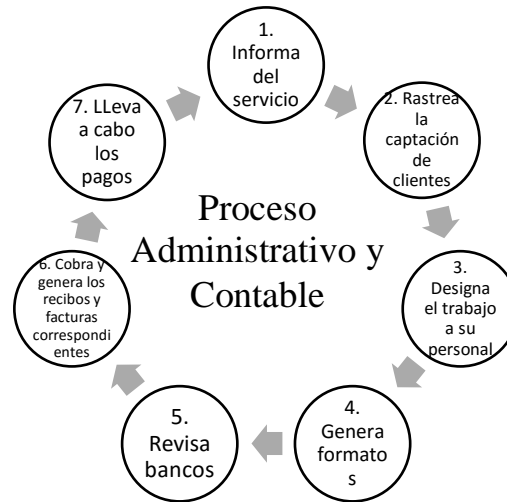 1.
Informa
del
servicio
2. Rastrea
la
captación
de
clientes
3.
Designa
el trabajo
a su
personal
4.
Genera
formato
s
5.
Revisa
bancos
6. Cobra y
genera los
recibos y
facturas
correspondi
entes
7. LLeva
a cabo
los
pagos
Proceso
Administrativo y
Contable